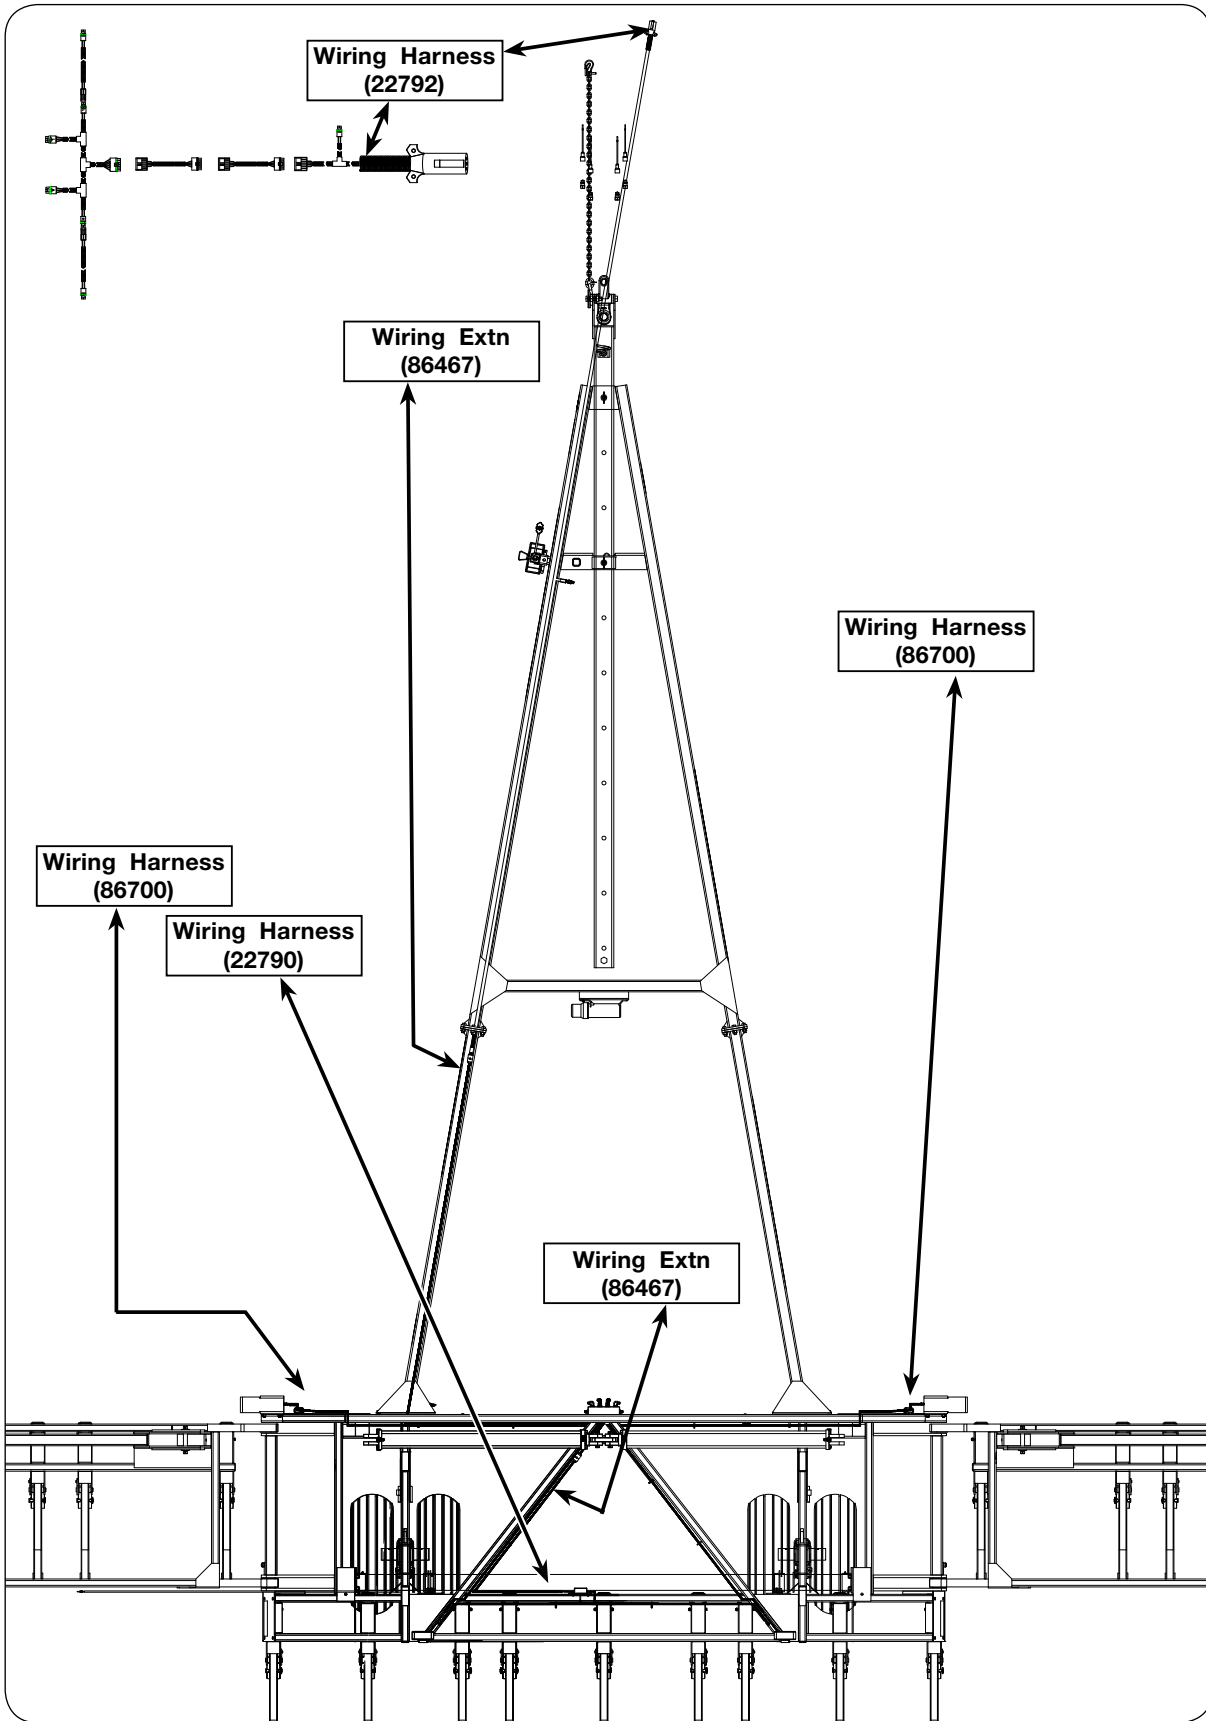 Wiring Harness
(22792)
Wiring Extn
(86467)
Wiring Harness
(86700)
Wiring Harness
(86700)
Wiring Harness
(22790)
Wiring Extn
(86467)